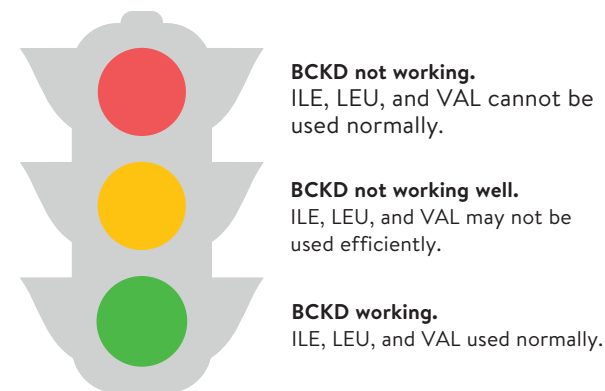 BCKD not working.
ILE, LEU, and VAL cannot be
used normally.
BCKD not working well.
ILE, LEU, and VAL may not be
used efficiently.
BCKD working.
ILE, LEU, and VAL used normally.